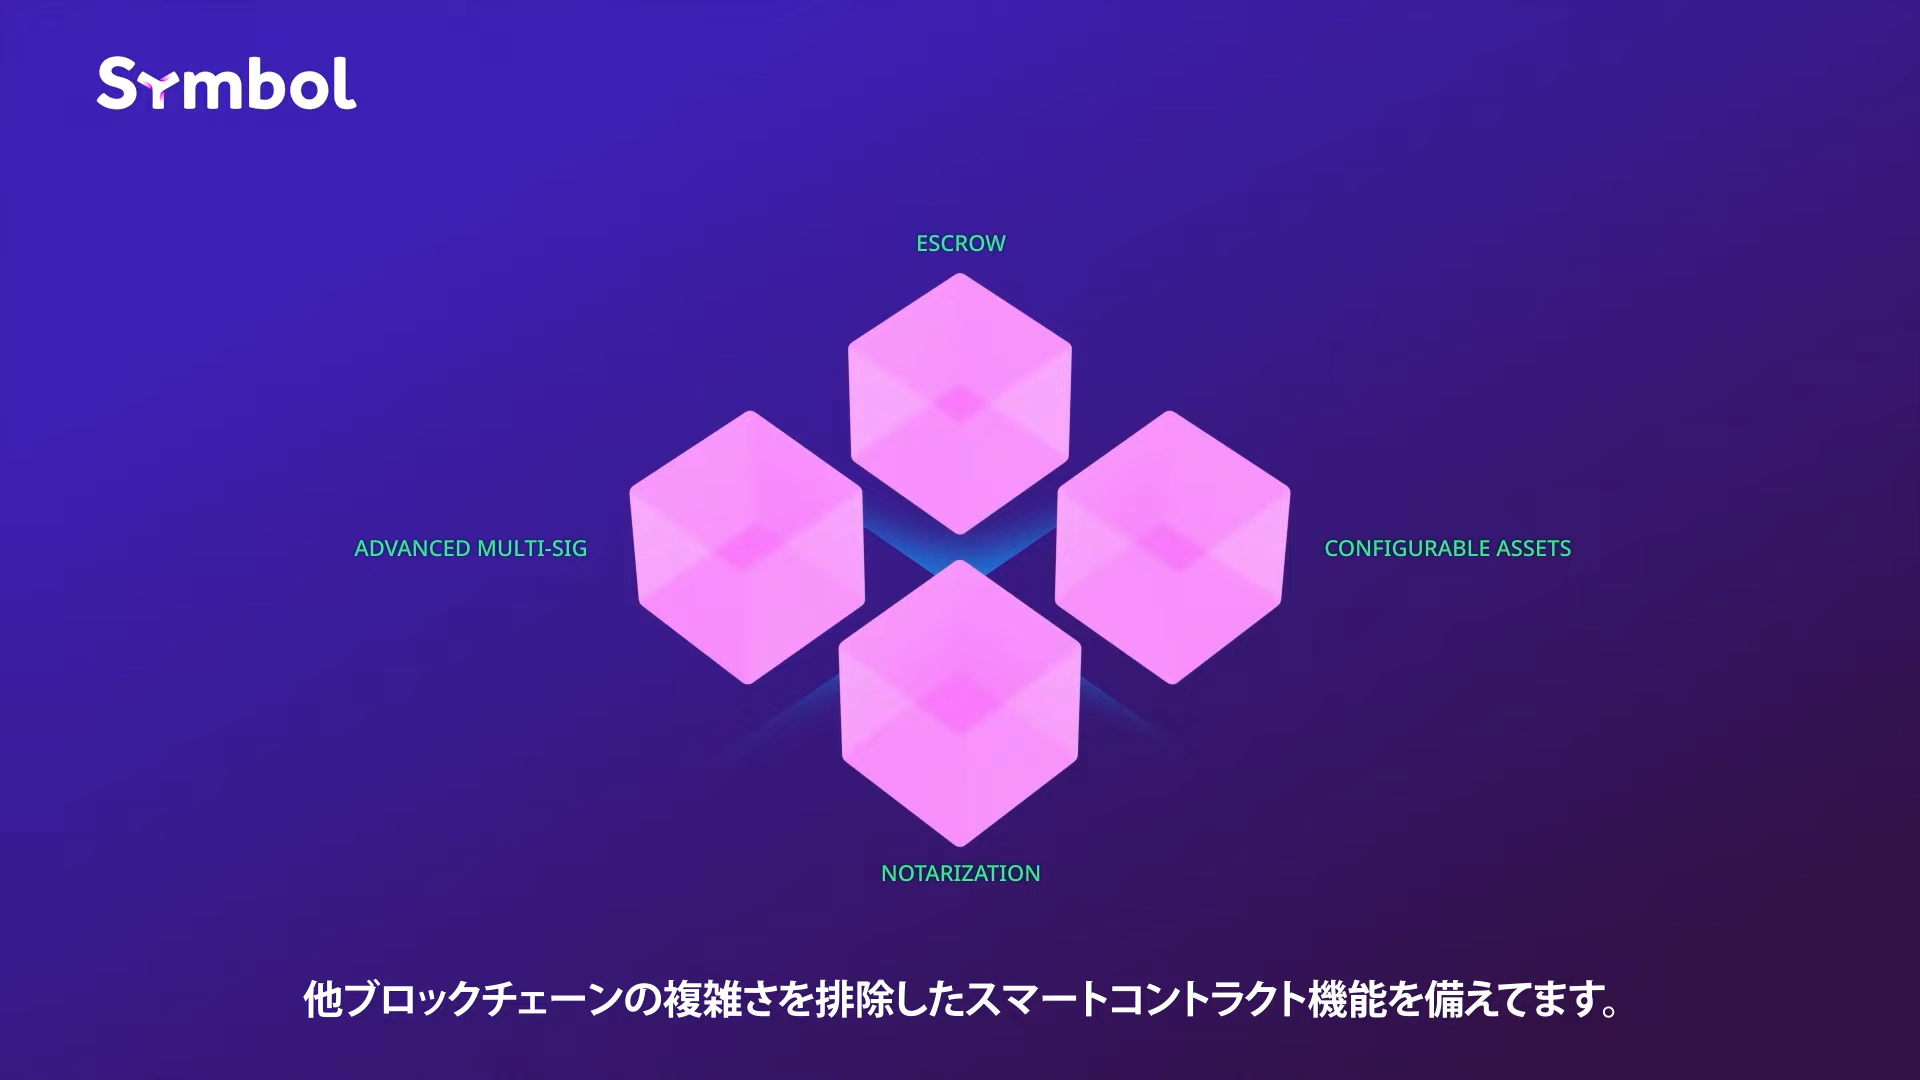 Symbol
ESCROW
ADVANCED MULTI-SIG
CONFIGURABLE ASSETS
NOTARIZATION
他ブロックチェーンの複雑さを排除したスマートコントラクト機能を備えてます。